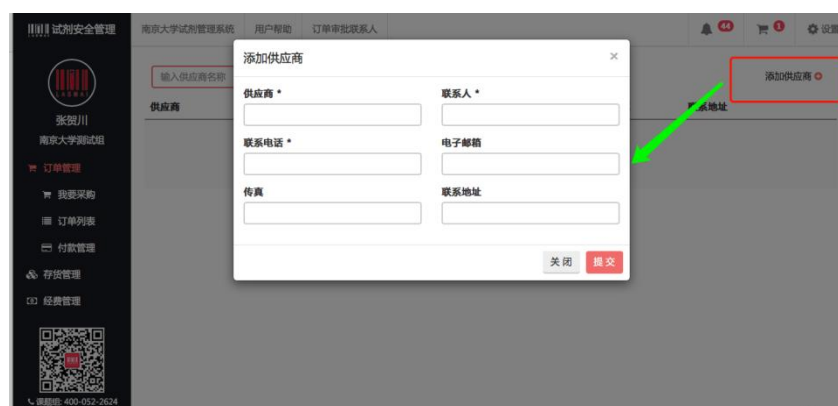 试剂安全管理
南京大学试剂管理系统 用户帮助 订单审批联系人 44 0 设置
LABMAI
张贺川
南京大学测试组
订单管理
我要采购
订单列表
付款管理
存货管理
经费管理
课题组: 400-052-2624
输入供应商名称
添加供应商
供应商
联系地址
添加供应商 ×
供应商 * 联系人 *
联系电话 * 电子邮箱
传真 联系地址
关闭 提交